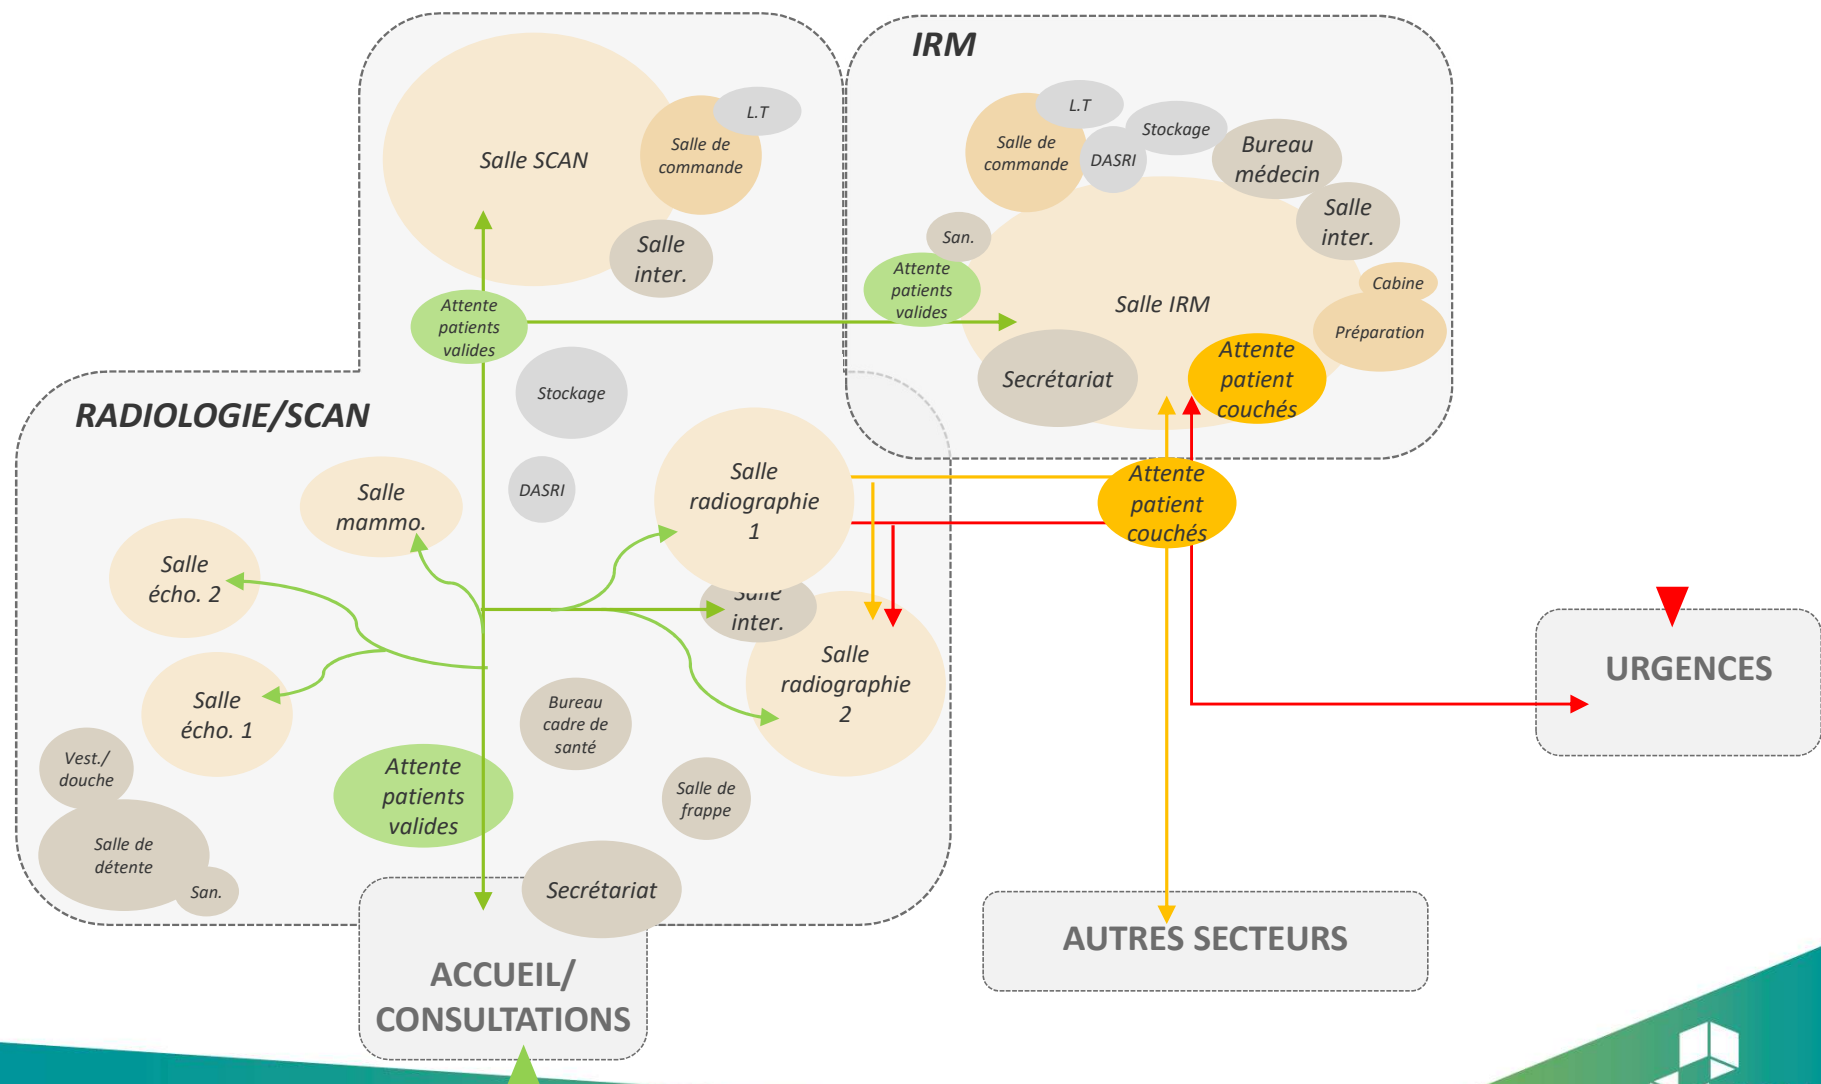 IRM
L.T
Salle de
commande
Salle SCAN
Salle
inter.
Attente
patients
valides
L.T
Salle de
commande
DASRI
Stockage
Bureau
médecin
Salle
inter.
San.
Attente
patients
valides
Salle IRM
Cabine
Préparation
Secrétariat
Attente
patient
couchés
RADIOLOGIE/SCAN
Stockage
DASRI
Salle
mammo.
Salle
écho. 2
Salle
écho. 1
Salle
radiographie
1
Salle
inter.
Salle
radiographie
2
Attente
patient
couchés
Bureau
cadre de
santé
Vest./
douche
Attente
patients
valides
Salle de
frappe
Salle de
détente
San.
Secrétariat
URGENCES
AUTRES SECTEURS
ACCUEIL/
CONSULTATIONS